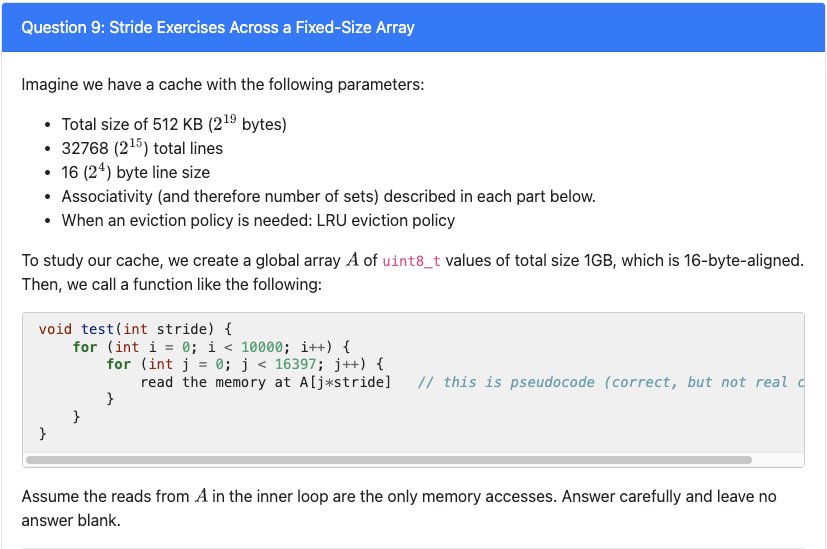 Question 9: Stride Exercises Across a Fixed-Size Array
Imagine we have a cache with the following parameters:
• Total size of 512 KB (2^19 bytes)
• 32768 (2^15) total lines
• 16 (2^4) byte line size
• Associativity (and therefore number of sets) described in each part below.
• When an eviction policy is needed: LRU eviction policy
To study our cache, we create a global array A of uint8_t values of total size 1GB, which is 16-byte-aligned.
Then, we call a function like the following:
void test(int stride) {
    for (int i = 0; i < 10000; i++) {
        for (int j = 0; j < 16397; j++) {
            read the memory at A[j*stride]   // this is pseudocode (correct, but not real c
        }
    }
}
Assume the reads from A in the inner loop are the only memory accesses. Answer carefully and leave no
answer blank.